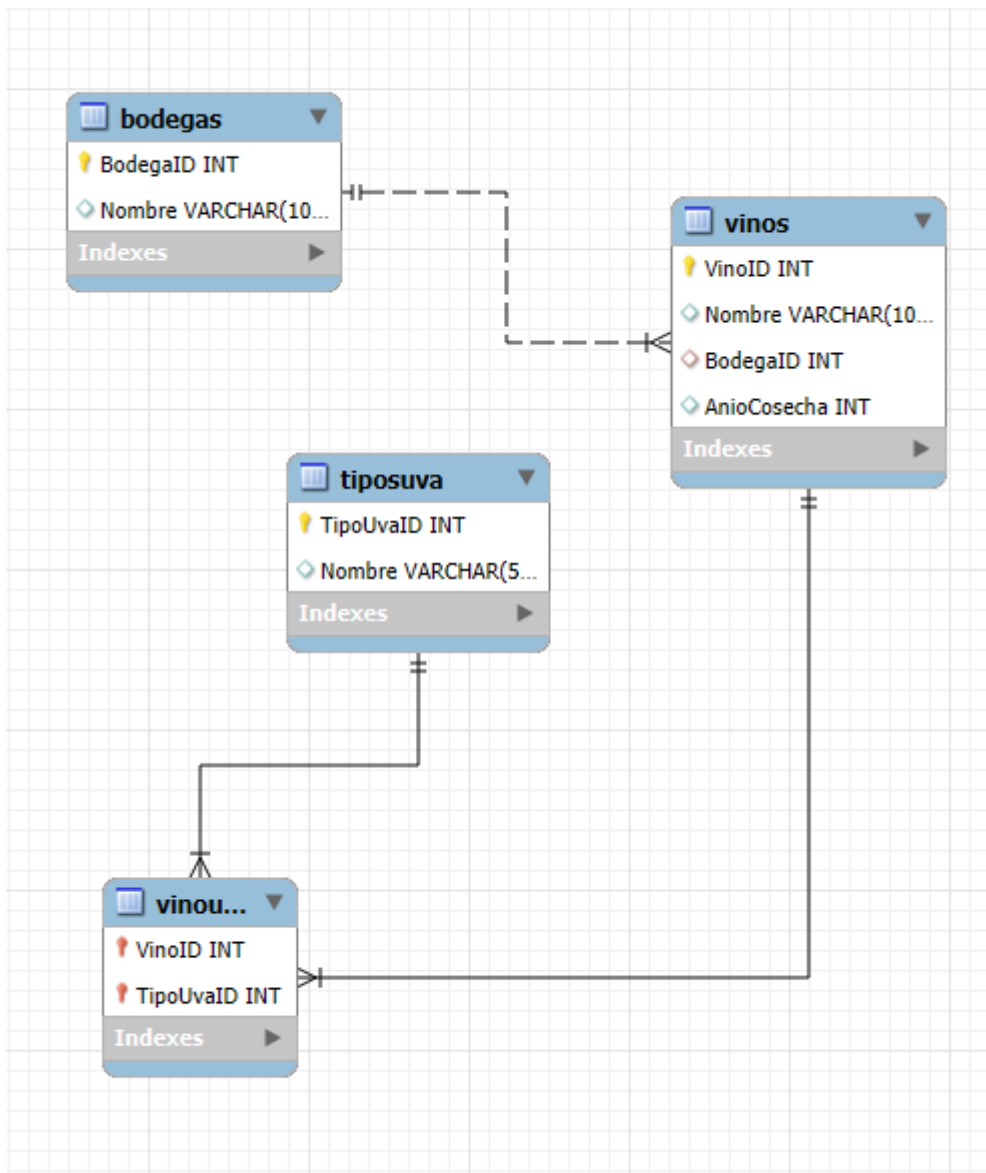 bodegas
BodegaID INT
Nombre VARCHAR(10...
Indexes
vinos
VinoID INT
Nombre VARCHAR(10...
BodegaID INT
AnioCosecha INT
Indexes
tiposuva
TipoUvaID INT
Nombre VARCHAR(5...
Indexes
vinou...
VinoID INT
TipoUvaID INT
Indexes